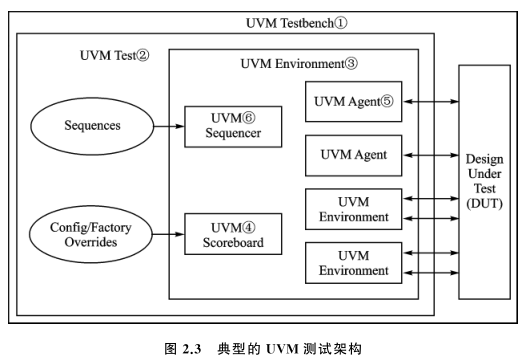 UVM Testbench①
UVM Test②
UVM Environment③
UVM Agent⑤
Sequences
UVM⑥
Sequencer
UVM Agent
Design
Under
Test
(DUT)
UVM
Environment
Config/Factory
Overrides
UVM④
Scoreboard
UVM
Environment
图 2.3 典型的 UVM 测试架构